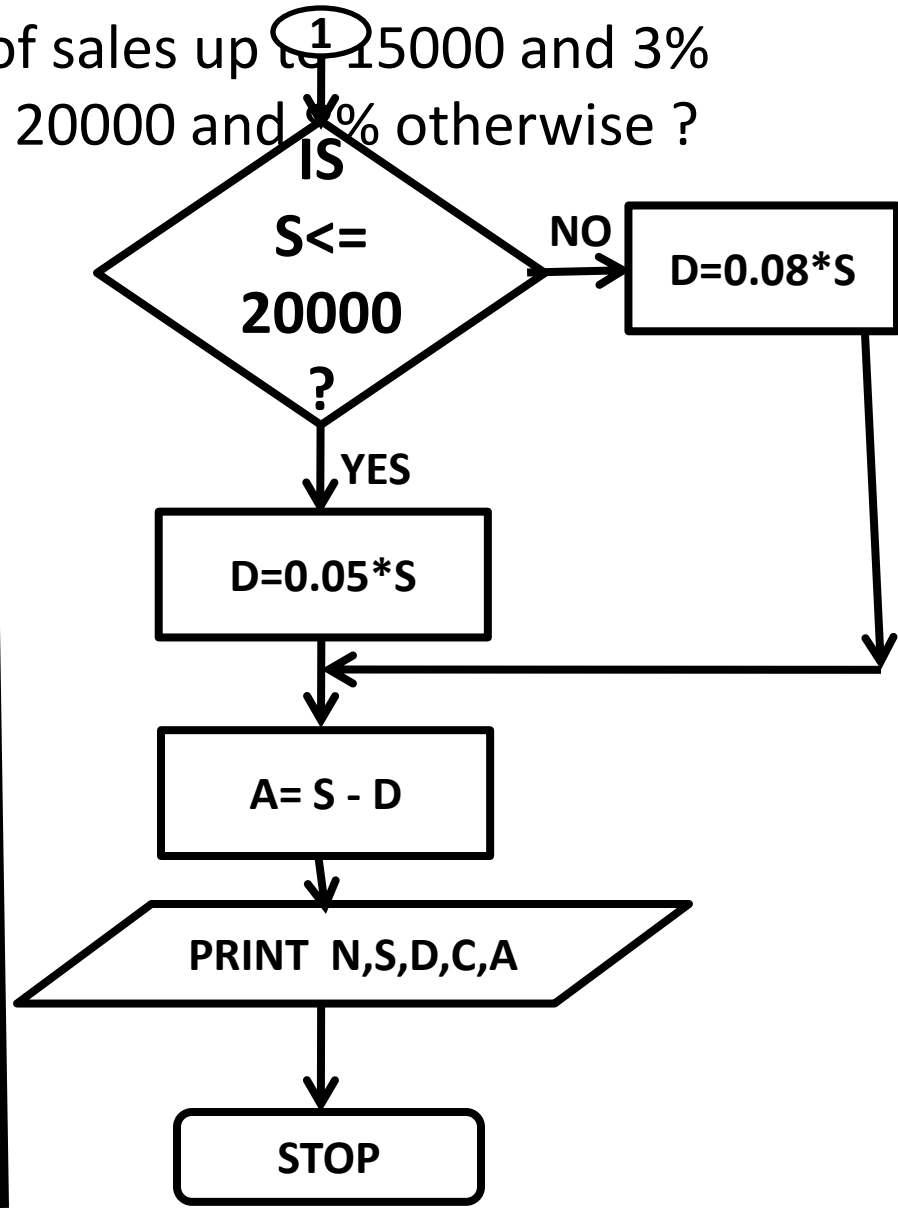 of sales up to 15000 and 3%
1
20000 and % otherwise ?
IS
S<=
20000
?
NO
D=0.08*S
YES
D=0.05*S
A= S - D
PRINT N,S,D,C,A
STOP